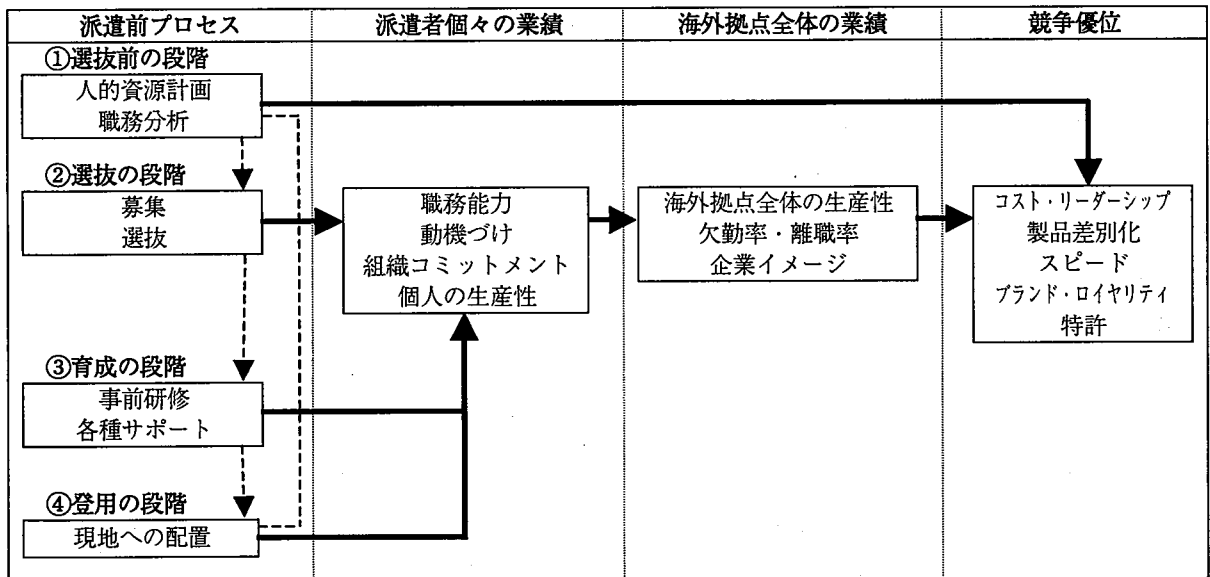 派遣前プロセス
派遣者個々の業績
海外拠点全体の業績
競争優位
①選抜前の段階
人的資源計画
職務分析
②選抜の段階
募集
選抜
③育成の段階
事前研修
各種サポート
④登用の段階
現地への配置
職務能力
動機づけ
組織コミットメント
個人の生産性
海外拠点全体の生産性
欠勤率・離職率
企業イメージ
コスト・リーダーシップ
製品差別化
スピード
ブランド・ロイヤリティ
特許